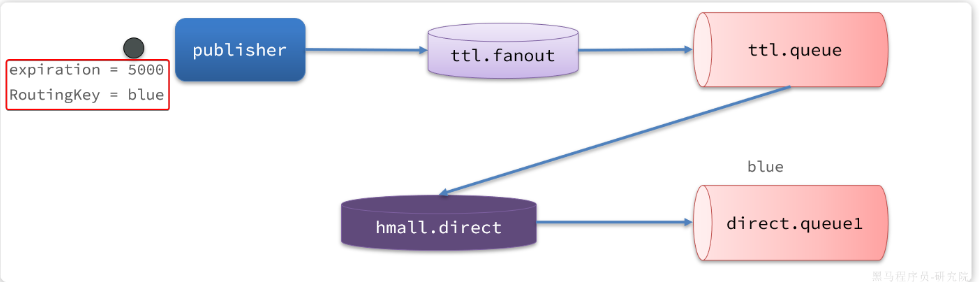 publisher
ttl.fanout
ttl.queue
expiration = 5000
RoutingKey = blue
blue
hmall.direct
direct.queue1
黑马程序员-研究院